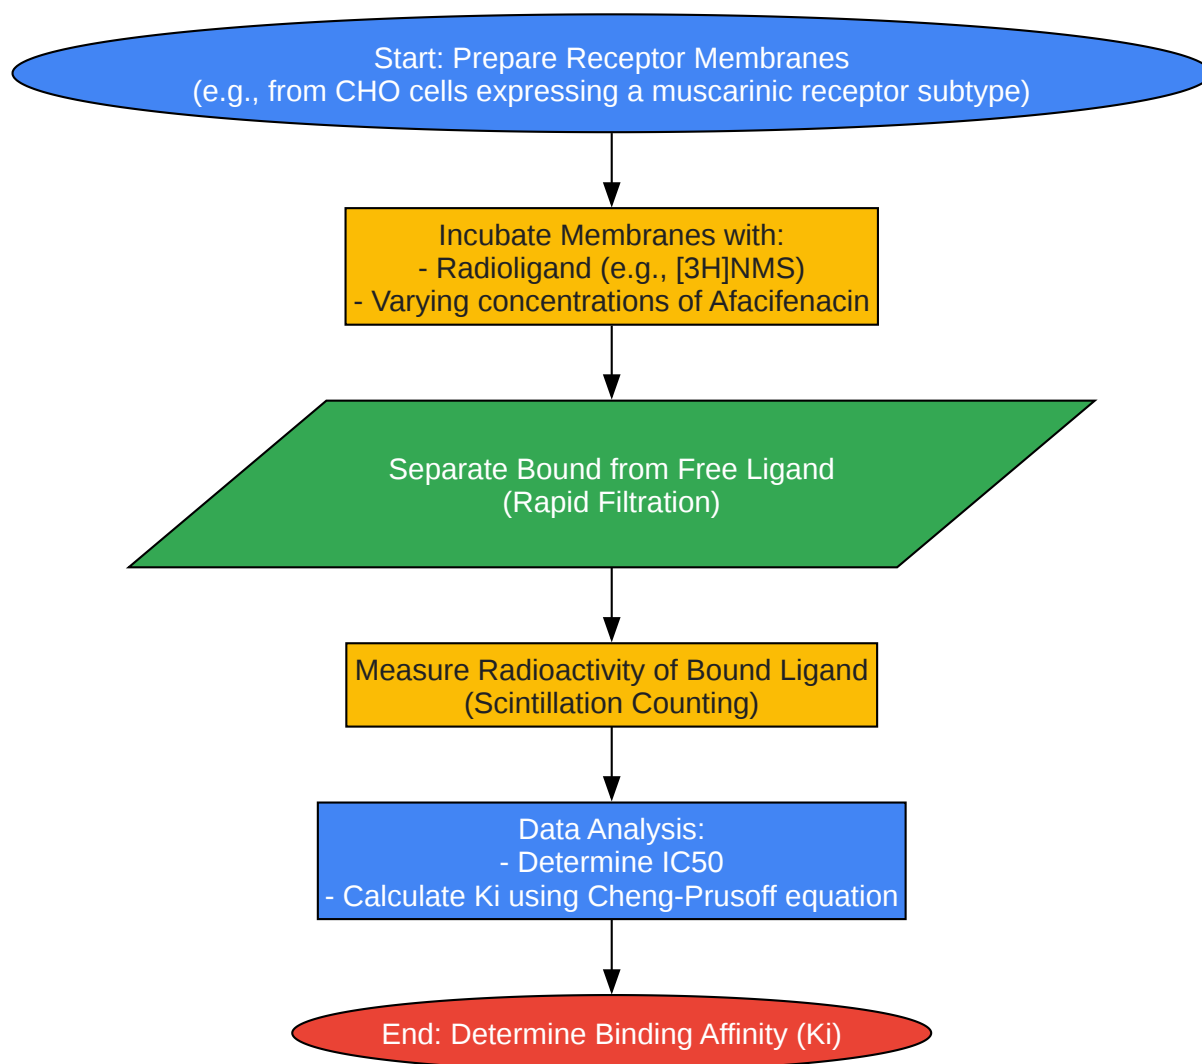 Start: Prepare Receptor Membranes
(e.g., from CHO cells expressing a muscarinic receptor subtype)
Incubate Membranes with:
- Radioligand (e.g., [3H]NMS)
- Varying concentrations of Afacifenacin
Separate Bound from Free Ligand
(Rapid Filtration)
Measure Radioactivity of Bound Ligand
(Scintillation Counting)
Data Analysis:
- Determine IC50
- Calculate Ki using Cheng-Prusoff equation
End: Determine Binding Affinity (Ki)